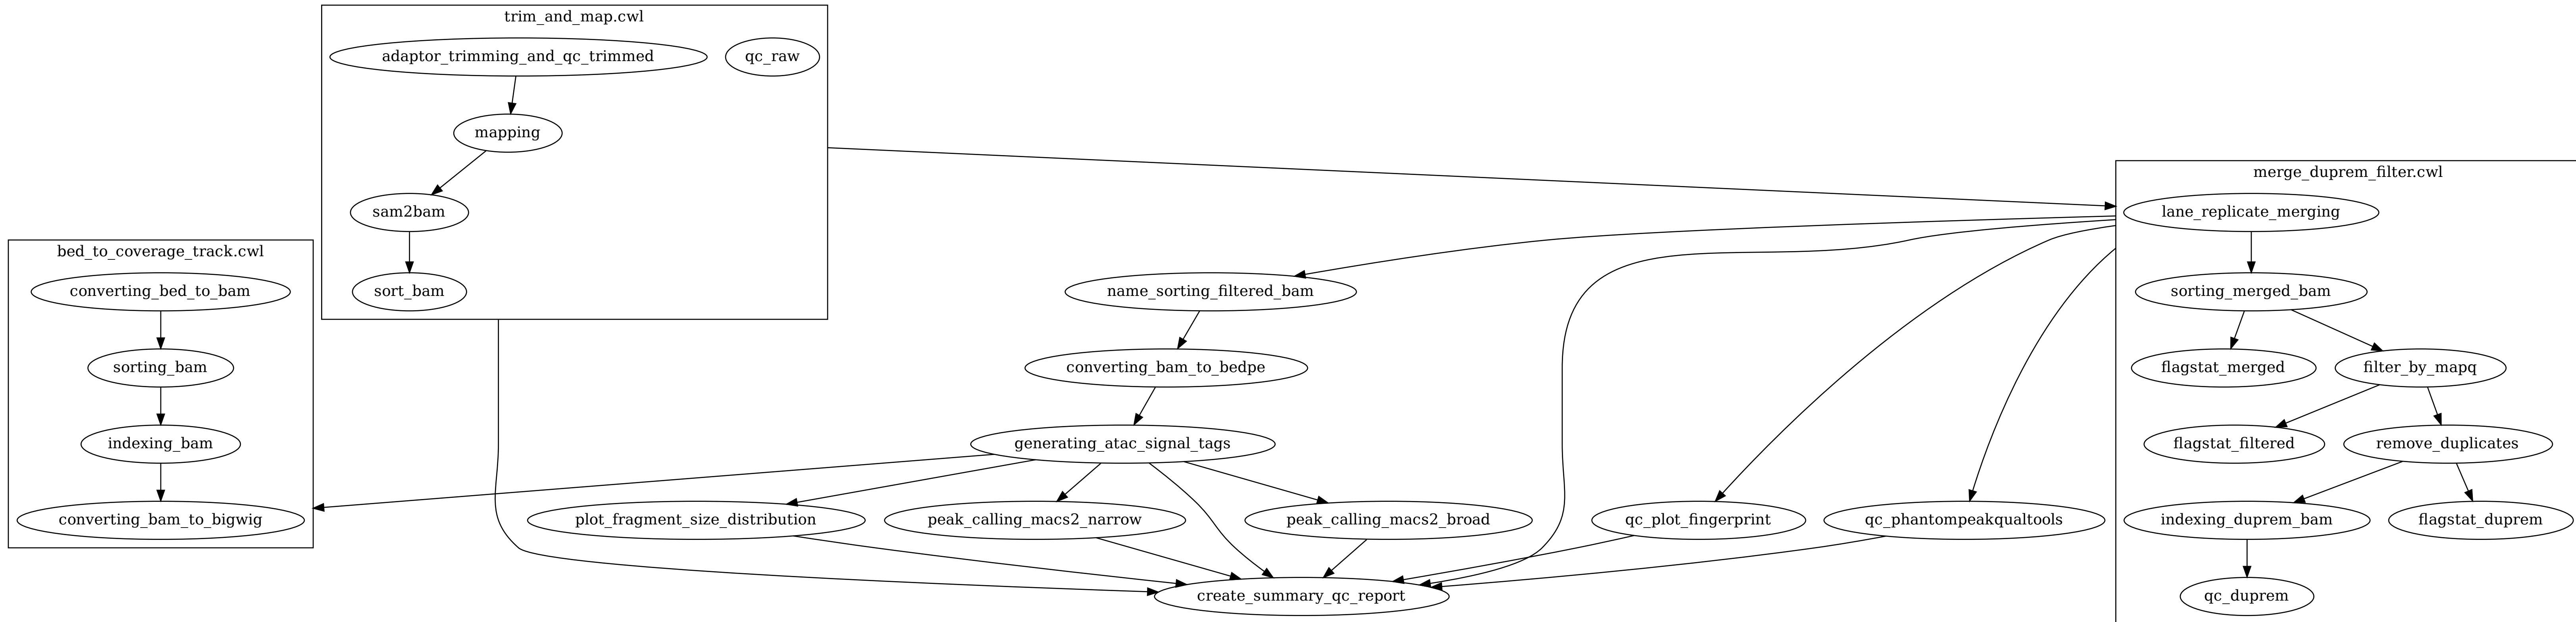 trim_and_map.cwl
adaptor_trimming_and_qc_trimmed
qc_raw
mapping
sam2bam
sort_bam
bed_to_coverage_track.cwl
converting_bed_to_bam
sorting_bam
indexing_bam
converting_bam_to_bigwig
name_sorting_filtered_bam
converting_bam_to_bedpe
generating_atac_signal_tags
plot_fragment_size_distribution
peak_calling_macs2_narrow
peak_calling_macs2_broad
qc_plot_fingerprint
qc_phantompeakqualtools
create_summary_qc_report
merge_duprem_filter.cwl
lane_replicate_merging
sorting_merged_bam
flagstat_merged
filter_by_mapq
flagstat_filtered
remove_duplicates
indexing_duprem_bam
flagstat_duprem
qc_duprem